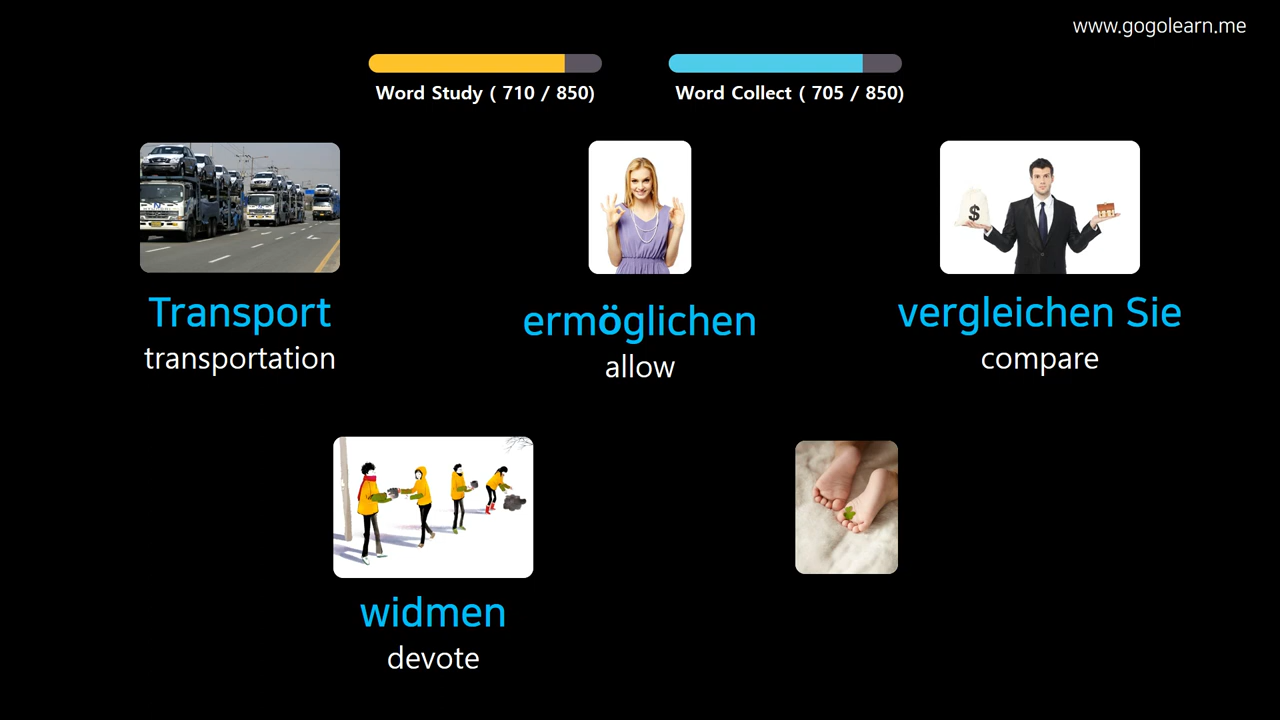 www.gogolearn.me
Word Study ( 710 / 850)
Word Collect ( 705 / 850)
$
Transport
transportation
ermöglichen
allow
vergleichen Sie
compare
widmen
devote